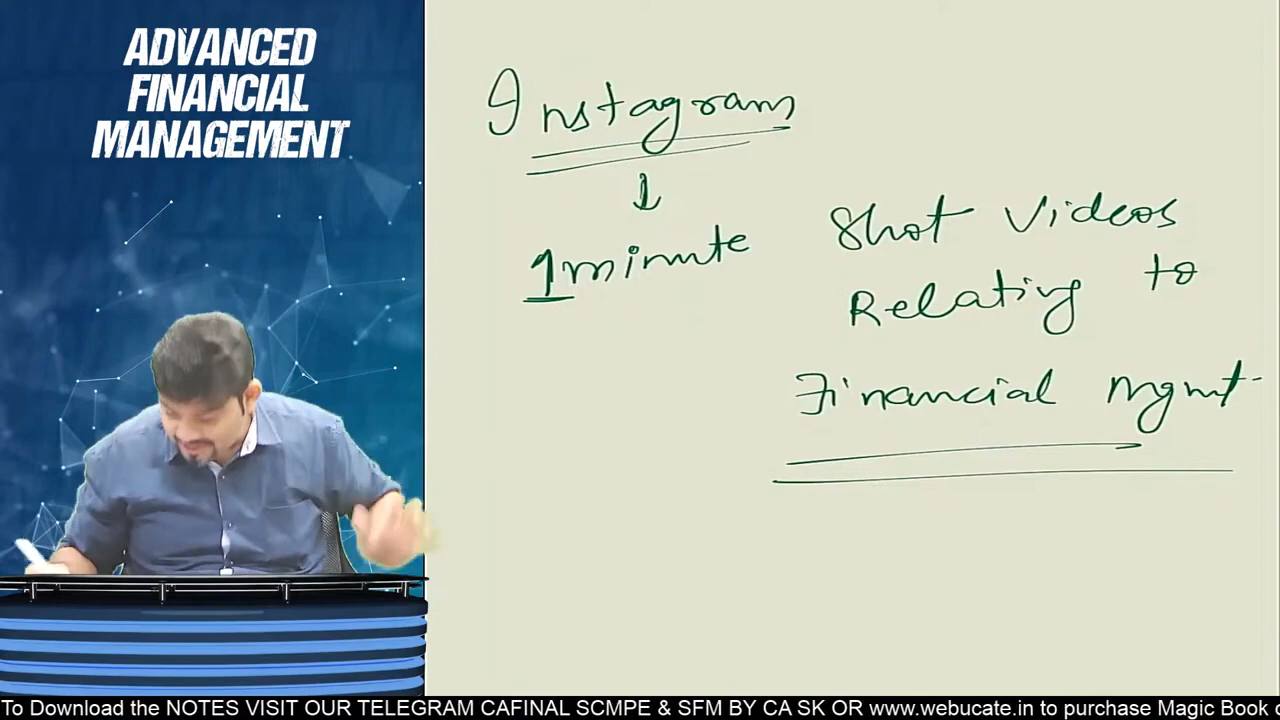 ADVANCED
FINANCIAL
MANAGEMENT
Instagram
↓
1 minute
Shot Videos
Relating to
Financial Mgmt.
To Download the NOTES VISIT OUR TELEGRAM CAFINAL SCMPE & SFM BY CA SK OR www.webucate.in to purchase Magic Book o